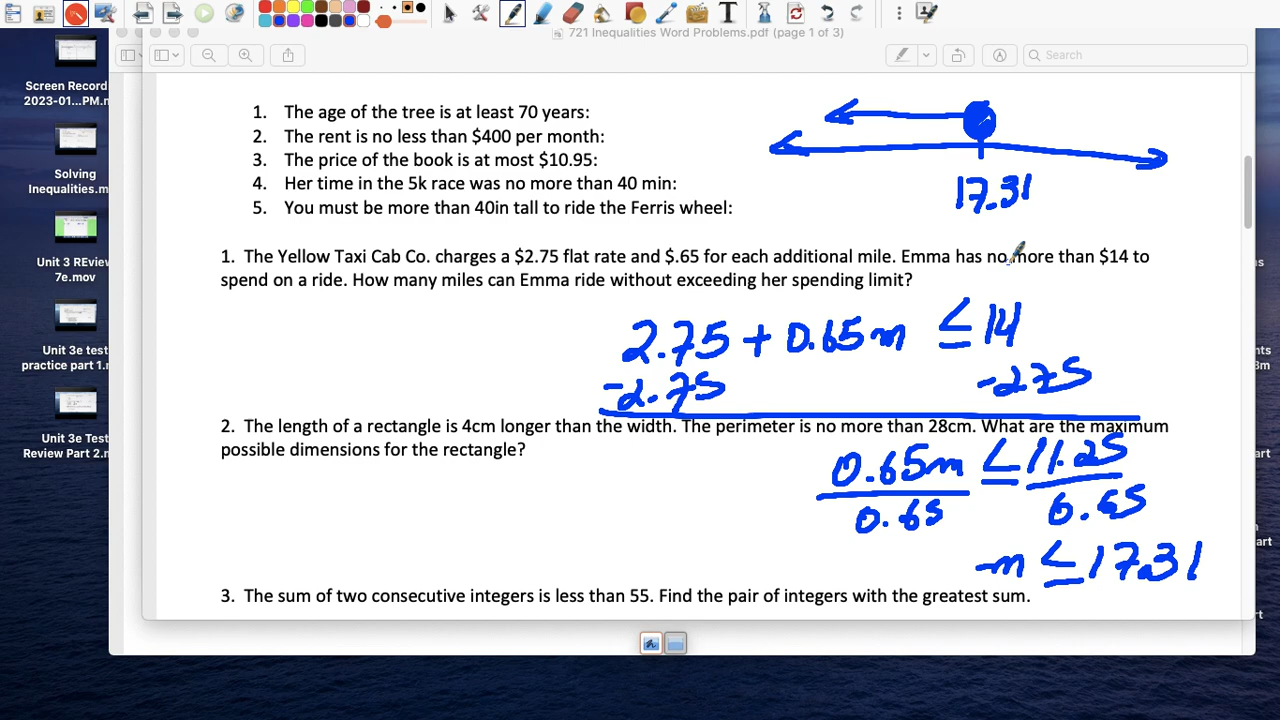 721 Inequalities Word Problems.pdf (page 1 of 3)
Search
Screen Record
2023-01...PM.m
Solving
Inequalities.m
Unit 3 REview
7e.mov
Unit 3e test
practice part 1.m
Unit 3e Test
Review Part 2.m
1. The age of the tree is at least 70 years:
2. The rent is no less than $400 per month:
3. The price of the book is at most $10.95:
4. Her time in the 5k race was no more than 40 min:
5. You must be more than 40in tall to ride the Ferris wheel:
17.31
1. The Yellow Taxi Cab Co. charges a $2.75 flat rate and $.65 for each additional mile. Emma has no more than $14 to
spend on a ride. How many miles can Emma ride without exceeding her spending limit?
2.75 + 0.65m ≤ 14
-2.75 -275
2. The length of a rectangle is 4cm longer than the width. The perimeter is no more than 28cm. What are the maximum
possible dimensions for the rectangle?
0.65m ≤ 11.25
0.65 0.65
m ≤ 17.31
3. The sum of two consecutive integers is less than 55. Find the pair of integers with the greatest sum.